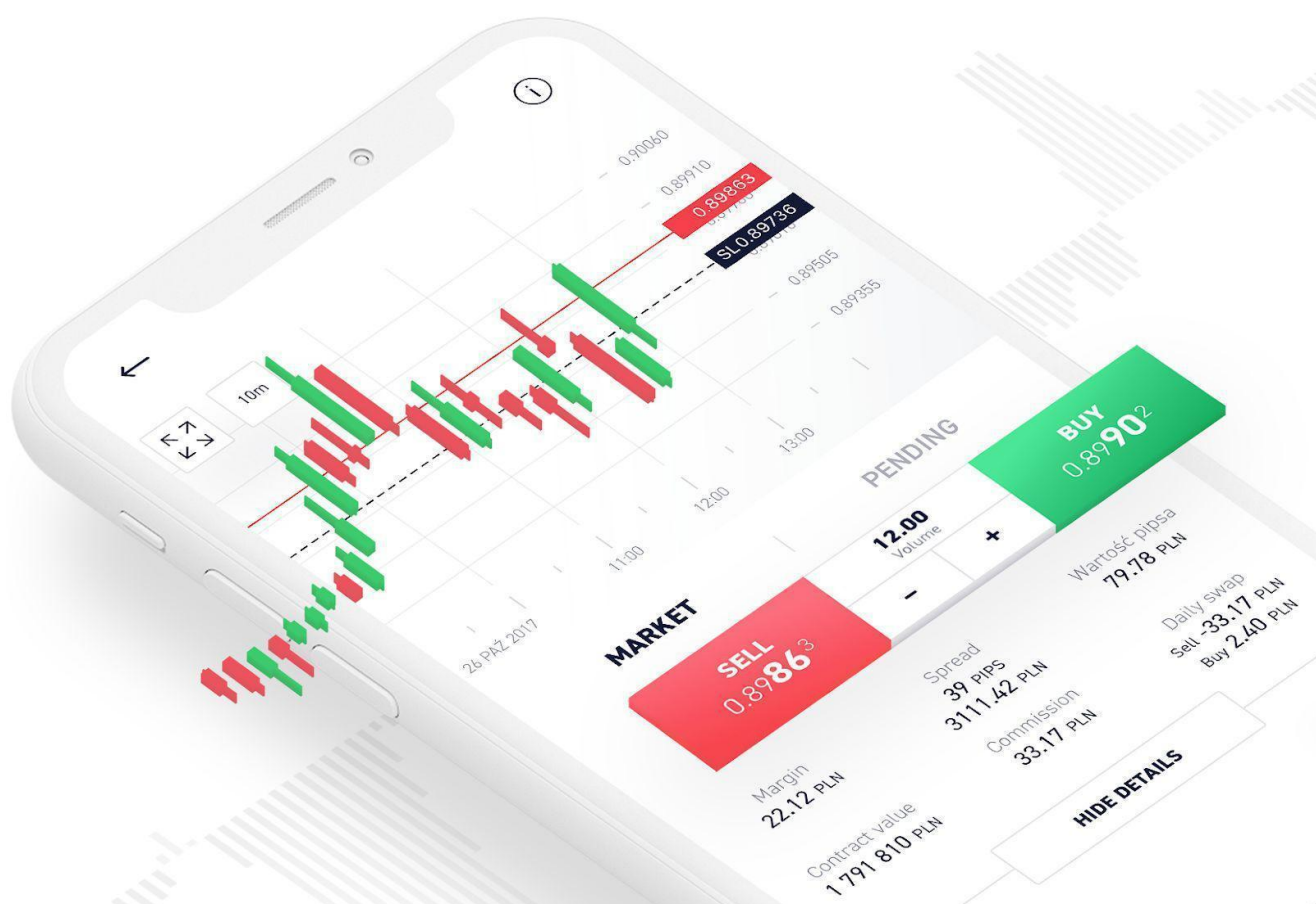 i
0.90060
0.89910
0.89863
SL 0.89736
0.89505
0.89355
10m
13:00
12:00
11:00
26 PAŹ 2017
MARKET
PENDING
SELL
0.89863
12.00
Volume
-
+
BUY
0.89902
Margin
22.12 PLN
Spread
39 PIPS
3111.42 PLN
Wartość pipsa
79.78 PLN
Contract value
1 791 810 PLN
Commission
33.17 PLN
Daily swap
Sell -33.17 PLN
Buy 2.40 PLN
HIDE DETAILS